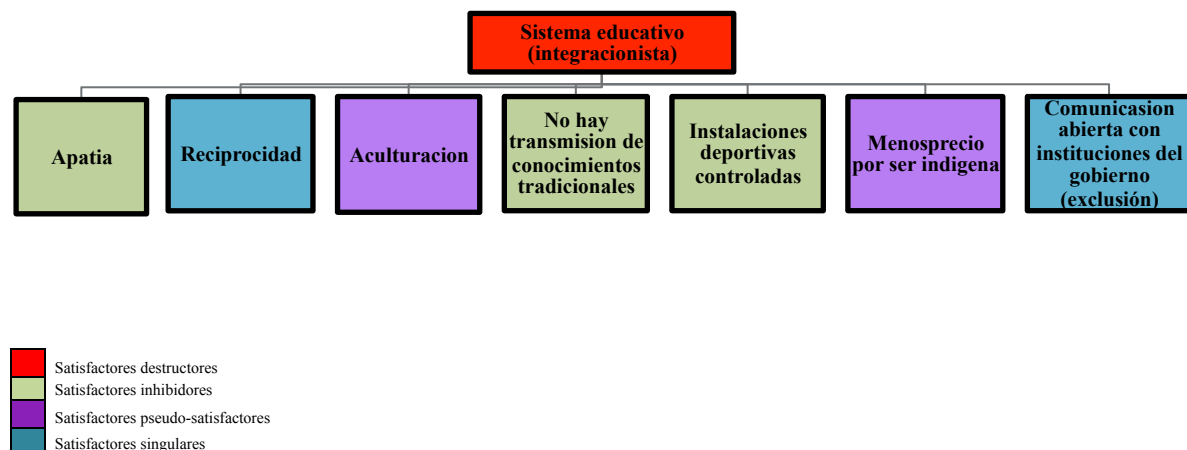 Sistema educativo
(integracionista)
Apatia
Reciprocidad
Aculturacion
No hay
transmision de
conocimientos
tradicionales
Instalaciones
deportivas
controladas
Menosprecio
por ser indigena
Comunicasion
abierta con
instituciones del
gobierno
(exclusión)
Satisfactores destructores
Satisfactores inhibidores
Satisfactores pseudo-satisfactores
Satisfactores singulares